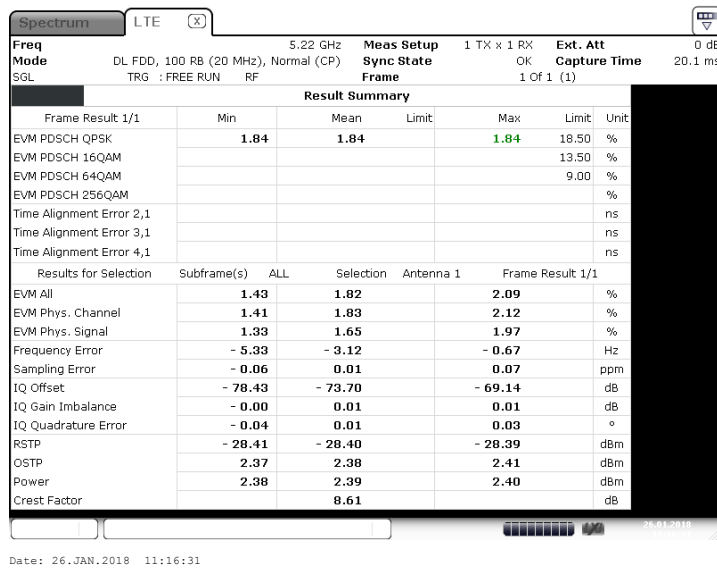 Spectrum LTE X
Freq 5.22 GHz Meas Setup 1 TX x 1 RX Ext. Att 0 dB
Mode DL FDD, 100 RB (20 MHz), Normal (CP) Sync State OK Capture Time 20.1 ms
SGL TRG : FREE RUN RF Frame 1 Of 1 (1)
Result Summary
Frame Result 1/1 Min Mean Limit Max Limit Unit
EVM PDSCH QPSK 1.84 1.84 1.84 18.50 %
EVM PDSCH 16QAM 13.50 %
EVM PDSCH 64QAM 9.00 %
EVM PDSCH 256QAM %
Time Alignment Error 2,1 ns
Time Alignment Error 3,1 ns
Time Alignment Error 4,1 ns
Results for Selection Subframe(s) ALL Selection Antenna 1 Frame Result 1/1
EVM All 1.43 1.82 2.09 %
EVM Phys. Channel 1.41 1.83 2.12 %
EVM Phys. Signal 1.33 1.65 1.97 %
Frequency Error - 5.33 - 3.12 - 0.67 Hz
Sampling Error - 0.06 0.01 0.07 ppm
IQ Offset - 78.43 - 73.70 - 69.14 dB
IQ Gain Imbalance - 0.00 0.01 0.01 dB
IQ Quadrature Error - 0.04 0.01 0.03 °
RSTP - 28.41 - 28.40 - 28.39 dBm
OSTP 2.37 2.38 2.41 dBm
Power 2.38 2.39 2.40 dBm
Crest Factor 8.61 dB
26.01.2018
Date: 26.JAN.2018 11:16:31